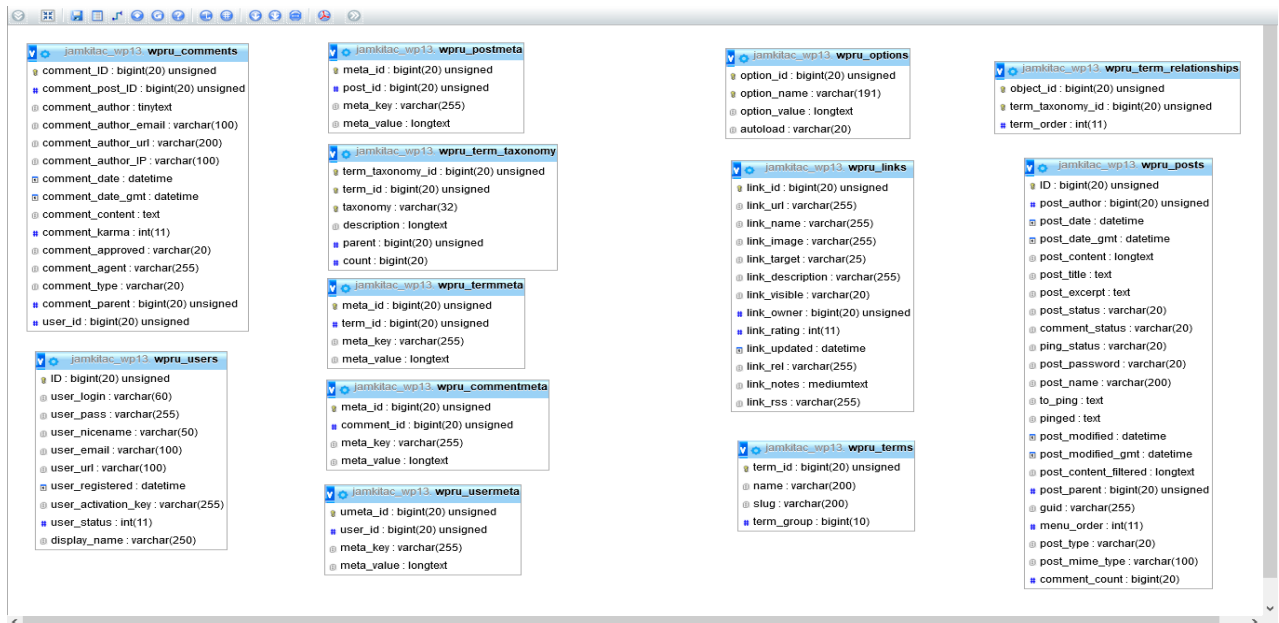 jamkitac_wp13 wpru_comments
comment_ID : bigint(20) unsigned
comment_post_ID : bigint(20) unsigned
comment_author : tinytext
comment_author_email : varchar(100)
comment_author_url : varchar(200)
comment_author_IP : varchar(100)
comment_date : datetime
comment_date_gmt : datetime
comment_content : text
comment_karma : int(11)
comment_approved : varchar(20)
comment_agent : varchar(255)
comment_type : varchar(20)
comment_parent : bigint(20) unsigned
user_id : bigint(20) unsigned
jamkitac_wp13 wpru_users
ID : bigint(20) unsigned
user_login : varchar(60)
user_pass : varchar(255)
user_nicename : varchar(50)
user_email : varchar(100)
user_url : varchar(100)
user_registered : datetime
user_activation_key : varchar(255)
user_status : int(11)
display_name : varchar(250)
jamkitac_wp13 wpru_postmeta
meta_id : bigint(20) unsigned
post_id : bigint(20) unsigned
meta_key : varchar(255)
meta_value : longtext
jamkitac_wp13 wpru_term_taxonomy
term_taxonomy_id : bigint(20) unsigned
term_id : bigint(20) unsigned
taxonomy : varchar(32)
description : longtext
parent : bigint(20) unsigned
count : bigint(20)
jamkitac_wp13 wpru_termmeta
meta_id : bigint(20) unsigned
term_id : bigint(20) unsigned
meta_key : varchar(255)
meta_value : longtext
jamkitac_wp13 wpru_commentmeta
meta_id : bigint(20) unsigned
comment_id : bigint(20) unsigned
meta_key : varchar(255)
meta_value : longtext
jamkitac_wp13 wpru_usermeta
umeta_id : bigint(20) unsigned
user_id : bigint(20) unsigned
meta_key : varchar(255)
meta_value : longtext
jamkitac_wp13 wpru_options
option_id : bigint(20) unsigned
option_name : varchar(191)
option_value : longtext
autoload : varchar(20)
jamkitac_wp13 wpru_links
link_id : bigint(20) unsigned
link_url : varchar(255)
link_name : varchar(255)
link_image : varchar(255)
link_target : varchar(25)
link_description : varchar(255)
link_visible : varchar(20)
link_owner : bigint(20) unsigned
link_rating : int(11)
link_updated : datetime
link_rel : varchar(255)
link_notes : mediumtext
link_rss : varchar(255)
jamkitac_wp13 wpru_terms
term_id : bigint(20) unsigned
name : varchar(200)
slug : varchar(200)
term_group : bigint(10)
jamkitac_wp13 wpru_term_relationships
object_id : bigint(20) unsigned
term_taxonomy_id : bigint(20) unsigned
term_order : int(11)
jamkitac_wp13 wpru_posts
ID : bigint(20) unsigned
post_author : bigint(20) unsigned
post_date : datetime
post_date_gmt : datetime
post_content : longtext
post_title : text
post_excerpt : text
post_status : varchar(20)
comment_status : varchar(20)
ping_status : varchar(20)
post_password : varchar(20)
post_name : varchar(200)
to_ping : text
pinged : text
post_modified : datetime
post_modified_gmt : datetime
post_content_filtered : longtext
post_parent : bigint(20) unsigned
guid : varchar(255)
menu_order : int(11)
post_type : varchar(20)
post_mime_type : varchar(100)
comment_count : bigint(20)